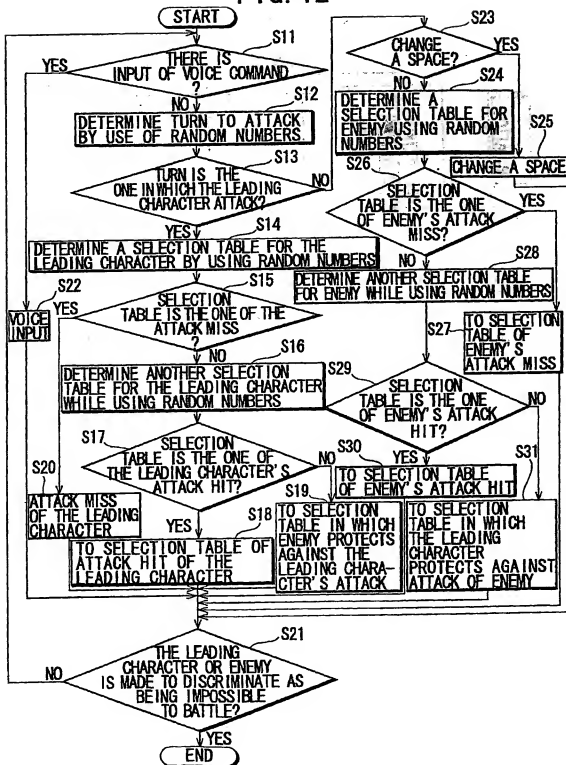 FIG. 12
START
S11
THERE IS
INPUT OF VOICE COMMAND
?
YES
NO
S12
DETERMINE TURN TO ATTACK
BY USE OF RANDOM NUMBERS
S13
TURN IS THE
ONE IN WHICH THE LEADING
CHARACTER ATTACK?
NO
YES
S14
DETERMINE A SELECTION TABLE FOR THE
LEADING CHARACTER BY USING RANDOM NUMBERS
S22
VOICE
INPUT
YES
S15
SELECTION
TABLE IS THE ONE OF THE
ATTACK MISS
?
NO
S16
DETERMINE ANOTHER SELECTION
TABLE FOR THE LEADING CHARACTER
WHILE USING RANDOM NUMBERS
S17
SELECTION
TABLE IS THE ONE OF
THE LEADING CHARACTER'S
ATTACK HIT?
NO
YES
S20
ATTACK MISS
OF THE LEADING
CHARACTER
S18
TO SELECTION TABLE OF
ATTACK HIT OF THE
LEADING CHARACTER
S19
TO SELECTION
TABLE IN WHICH
ENEMY PROTECTS
AGAINST THE
LEADING CHARA-
CTER'S ATTACK
S23
CHANGE
A SPACE?
YES
NO
S24
DETERMINE A
SELECTION TABLE FOR
ENEMY USING RANDOM
NUMBERS
S25
CHANGE A SPACE
S26
SELECTION
TABLE IS THE ONE
OF ENEMY'S ATTACK
MISS?
YES
NO
S28
DETERMINE ANOTHER SELECTION TABLE
FOR ENEMY WHILE USING RANDOM NUMBERS
S27
TO SELECTION
TABLE OF
ENEMY'S
ATTACK MISS
S29
SELECTION
TABLE IS THE ONE
OF ENEMY'S ATTACK
HIT?
NO
YES
S30
TO SELECTION TABLE
OF ENEMY'S ATTACK HIT
S31
TO SELECTION
TABLE IN WHICH
THE LEADING
CHARACTER
PROTECTS AGAINST
ATTACK OF ENEMY
S21
THE LEADING
CHARACTER OR ENEMY
IS MADE TO DISCRIMINATE AS
BEING IMPOSSIBLE
TO BATTLE?
NO
YES
END